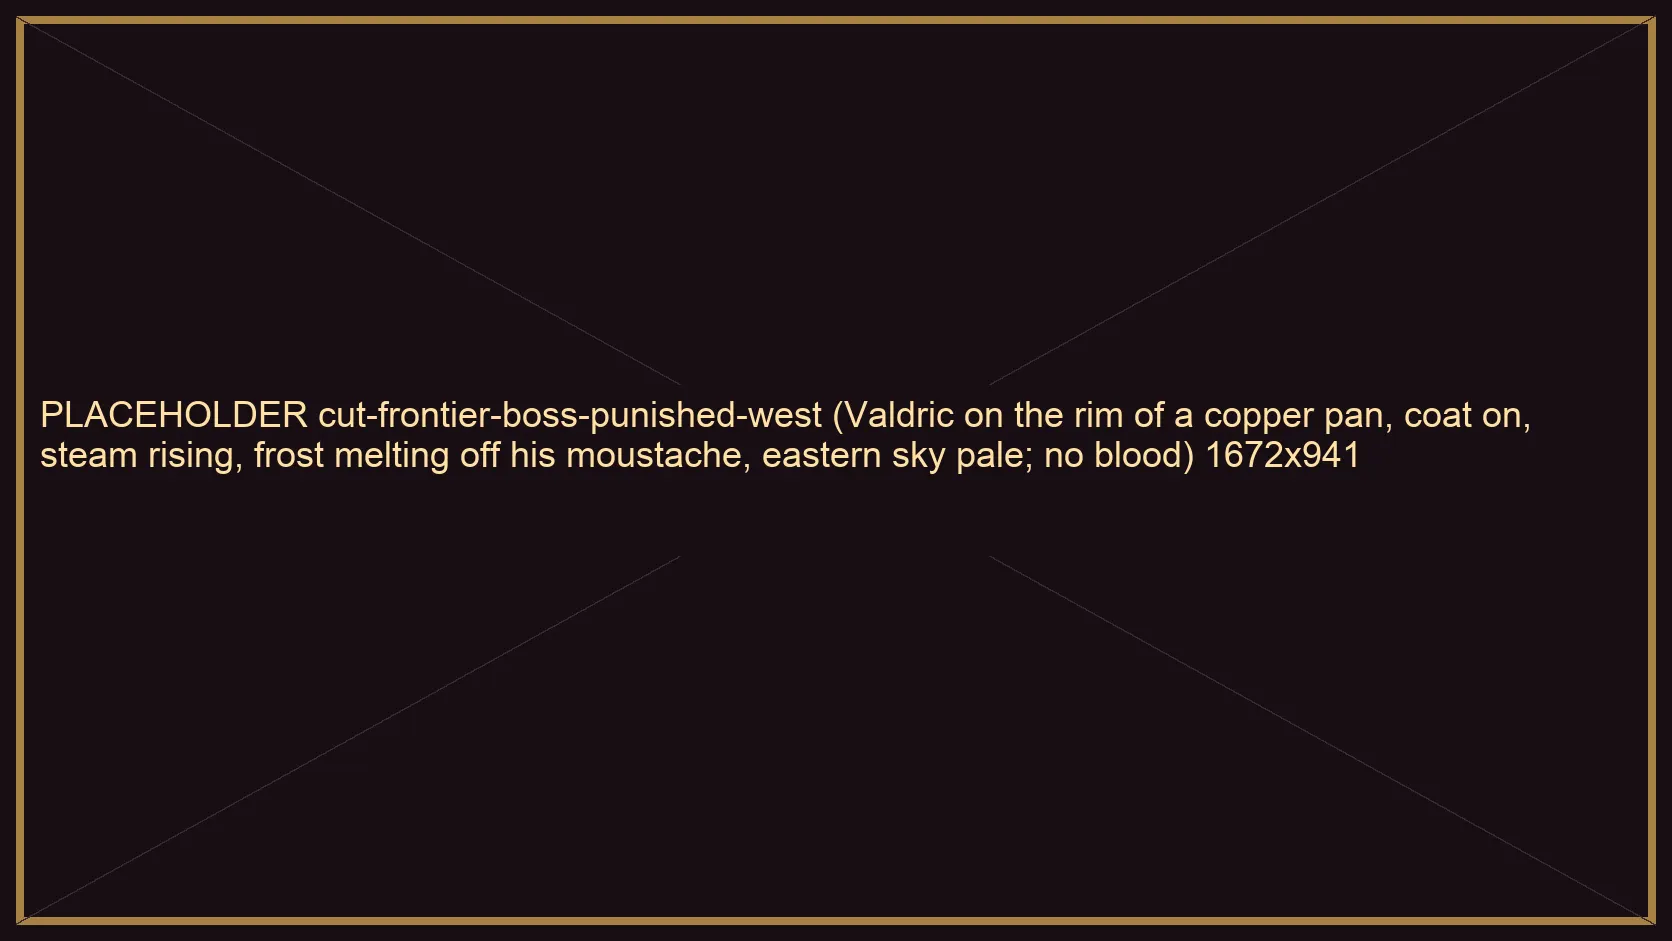 PLACEHOLDER cut-frontier-boss-punished-west (Valdric on the rim of a copper pan, coat on,
steam rising, frost melting off his moustache, eastern sky pale; no blood) 1672x941